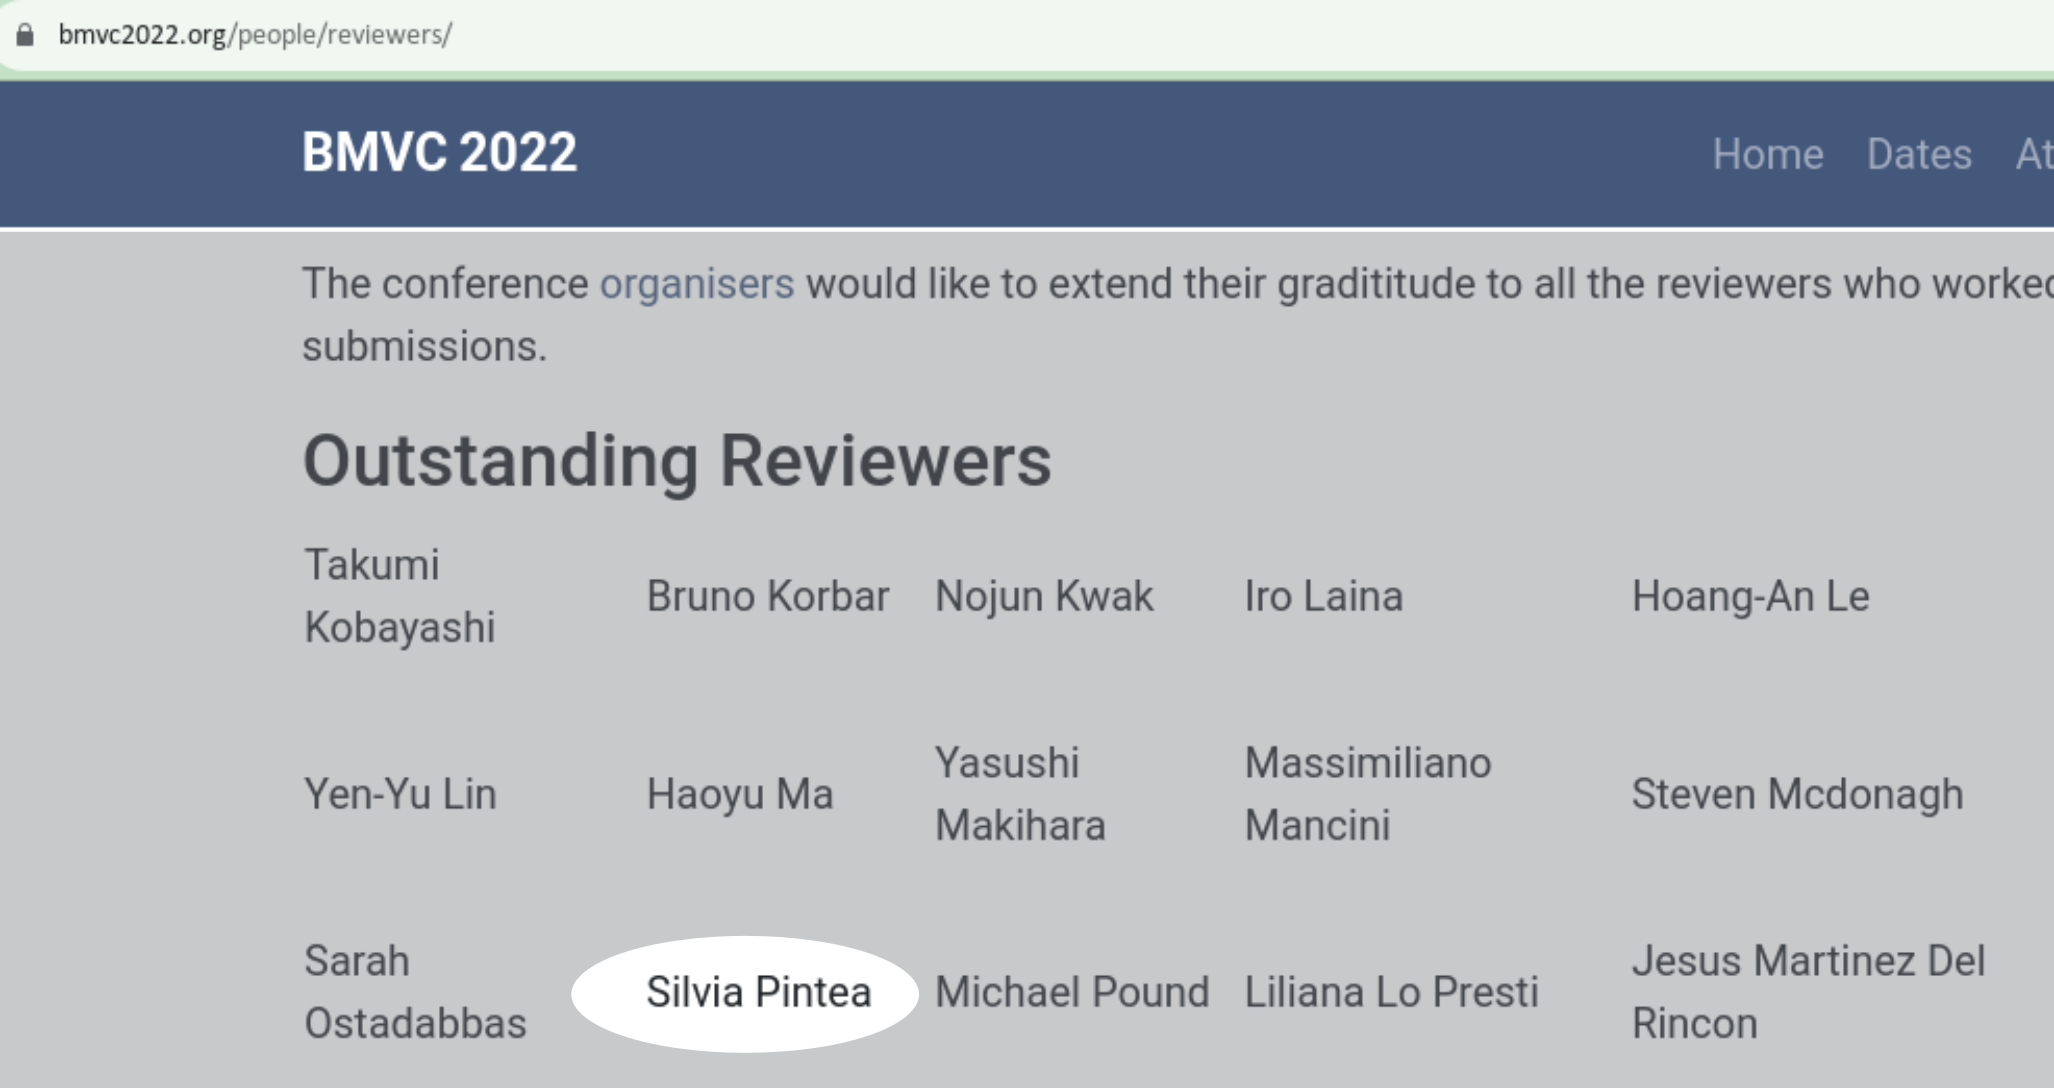 bmvc2022.org/people/reviewers/
BMVC 2022
Home Dates At
The conference organisers would like to extend their gradititude to all the reviewers who worked
submissions.
Outstanding Reviewers
Takumi
Kobayashi
Bruno Korbar
Nojun Kwak
Iro Laina
Hoang-An Le
Yen-Yu Lin
Haoyu Ma
Yasushi
Makihara
Massimiliano
Mancini
Steven Mcdonagh
Sarah
Ostadabbas
Silvia Pintea
Michael Pound
Liliana Lo Presti
Jesus Martinez Del
Rincon